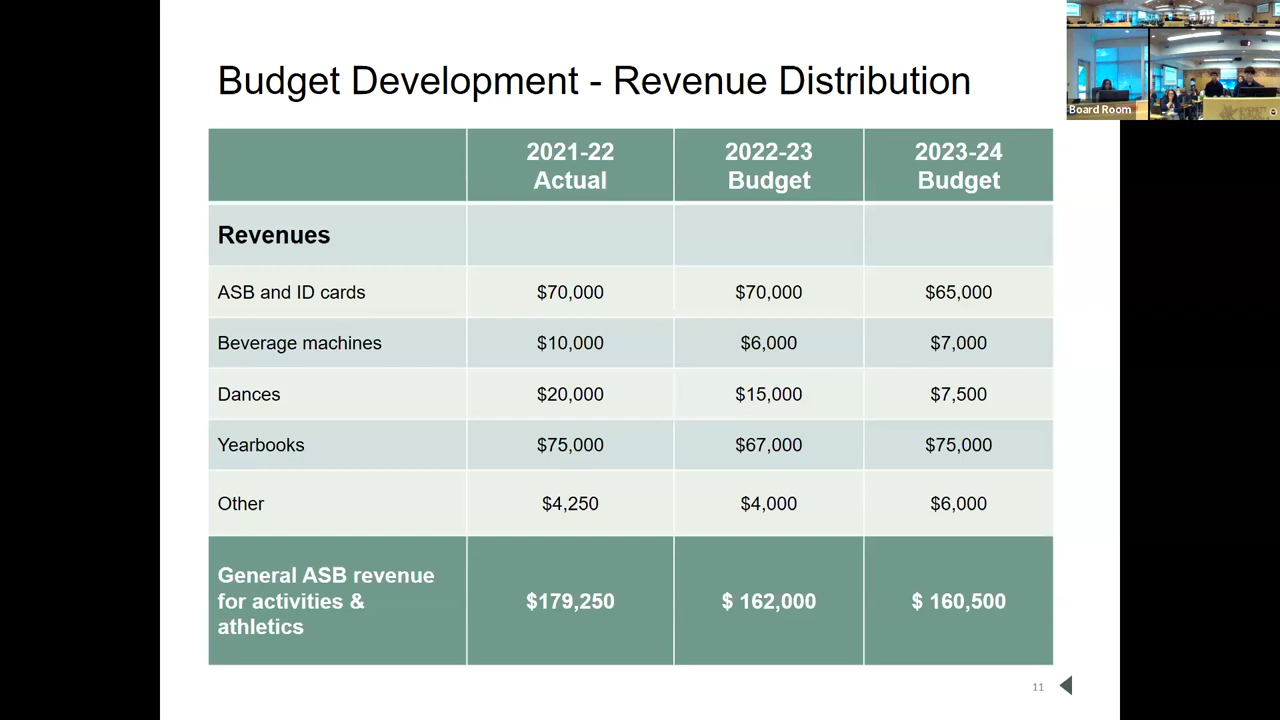 Budget Development - Revenue Distribution
Board Room
2021-22 2022-23 2023-24
Actual Budget Budget
Revenues
ASB and ID cards $70,000 $70,000 $65,000
Beverage machines $10,000 $6,000 $7,000
Dances $20,000 $15,000 $7,500
Yearbooks $75,000 $67,000 $75,000
Other $4,250 $4,000 $6,000
General ASB revenue
for activities & $179,250 $ 162,000 $ 160,500
athletics
11